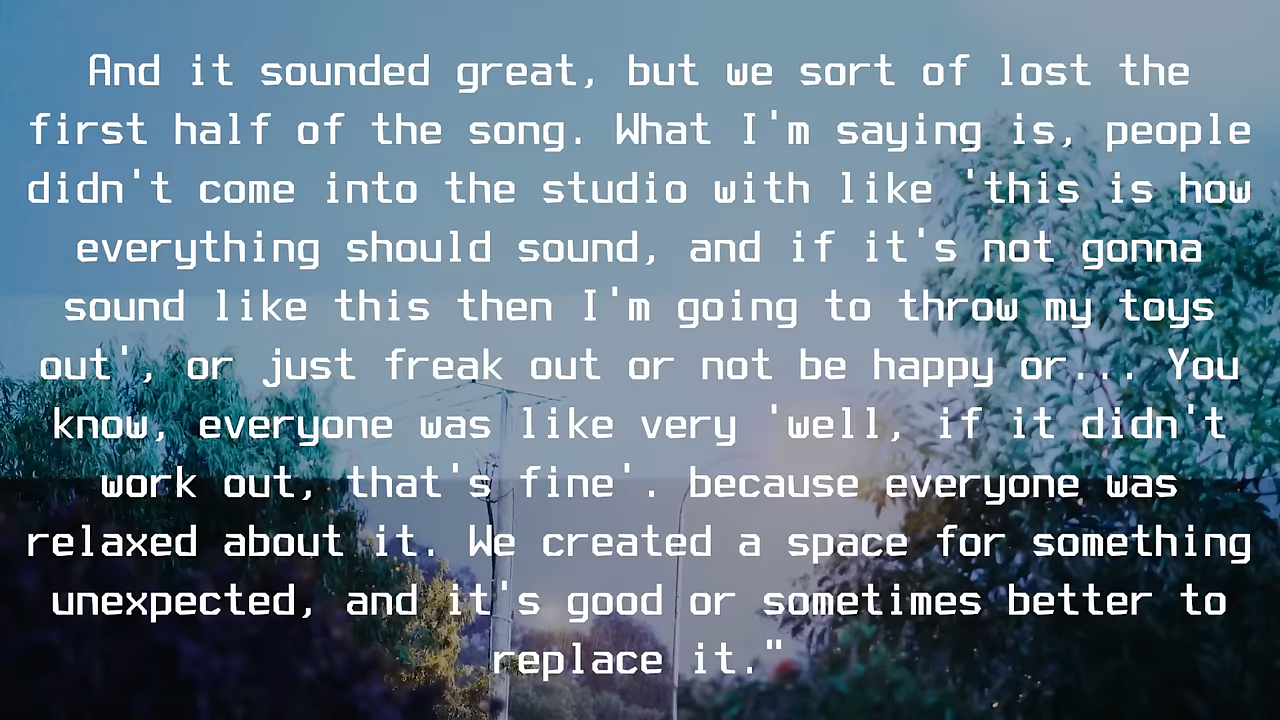 And it sounded great, but we sort of lost the
first half of the song. What I'm saying is, people
didn't come into the studio with like 'this is how
everything should sound, and if it's not gonna
sound like this then I'm going to throw my toys
out', or just freak out or not be happy or... You
know, everyone was like very 'well, if it didn't
work out, that's fine'. because everyone was
relaxed about it. We created a space for something
unexpected, and it's good or sometimes better to
replace it."